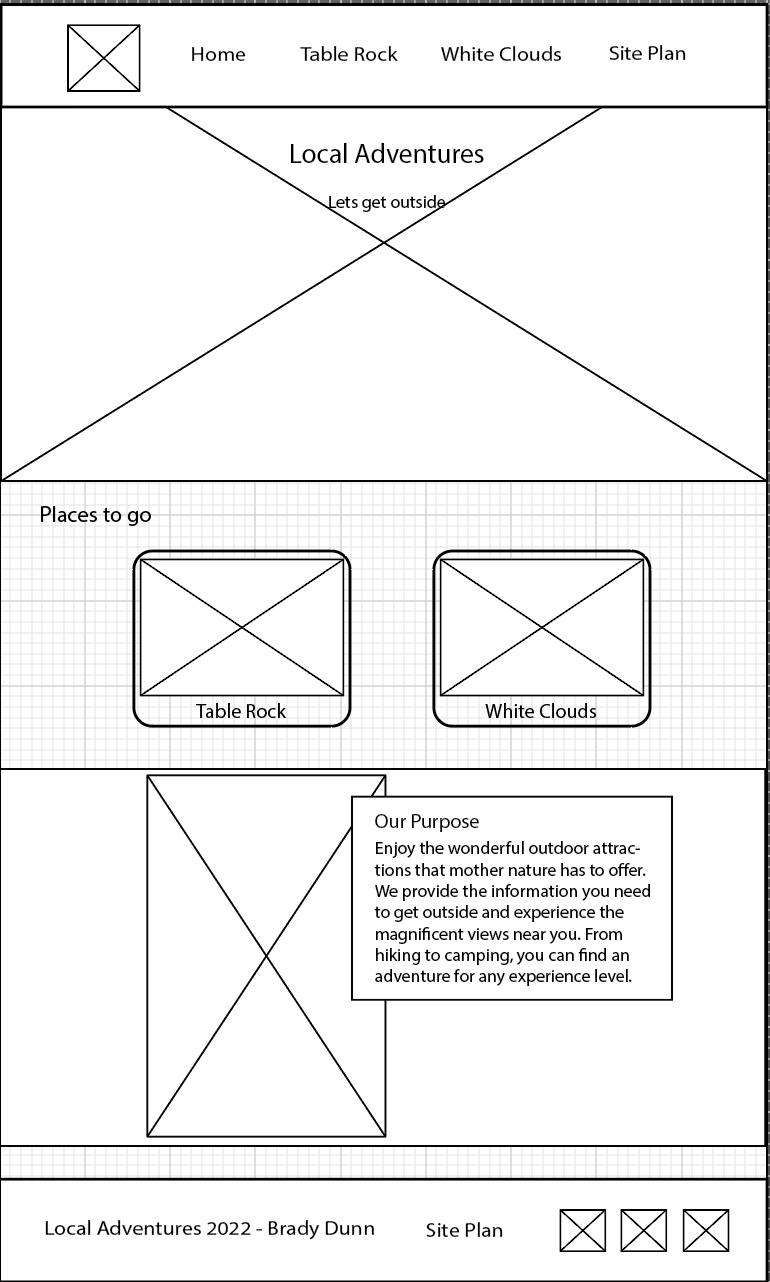 Home Table Rock White Clouds Site Plan
Local Adventures
Lets get outside
Places to go
Table Rock White Clouds
Our Purpose
Enjoy the wonderful outdoor attrac-
tions that mother nature has to offer.
We provide the information you need
to get outside and experience the
magnificent views near you. From
hiking to camping, you can find an
adventure for any experience level.
Local Adventures 2022 - Brady Dunn Site Plan